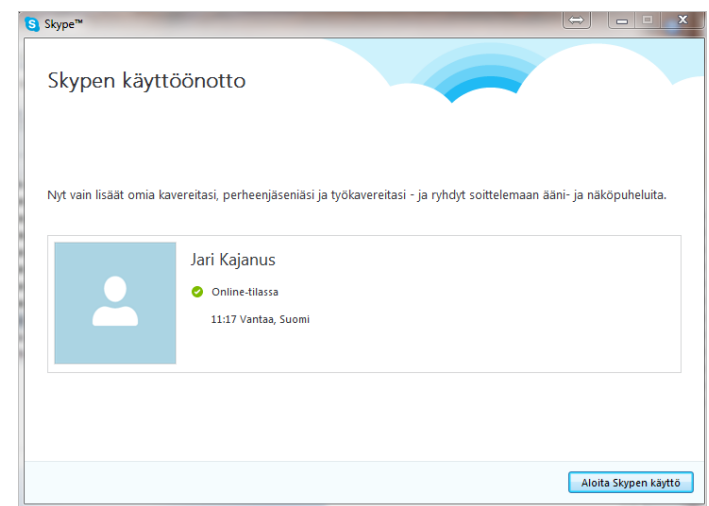 Skype™
Skypen käyttöönotto
Nyt vain lisäät omia kavereitasi, perheenjäseniäsi ja työkavereitasi - ja ryhdyt soittelemaan ääni- ja näköpuheluita.
Jari Kajanus
Online-tilassa
11:17 Vantaa, Suomi
Aloita Skypen käyttö